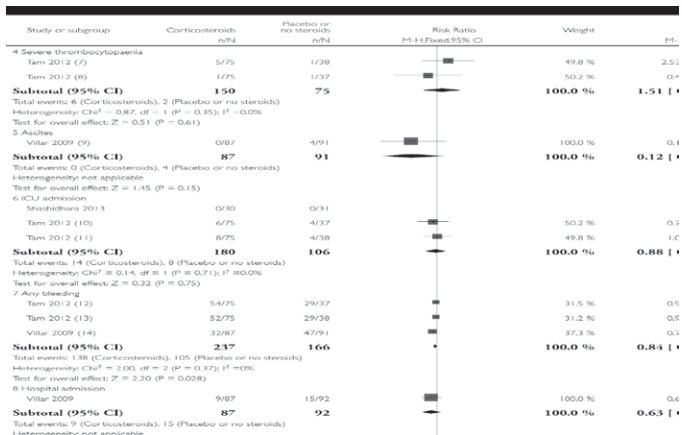 Study or subgroup Corticosteroids Placebo or no steroids Risk Ratio Weight
n/N n/N M-H,Fixed,95% CI M-
4 Severe thrombocytopaenia
Tam 2012 (7) 5/75 1/38 49.8 %
Tam 2012 (8) 1/75 1/37 50.2 %
Subtotal (95% CI) 150 75 100.0 % 1.51 [
Total events: 6 (Corticosteroids), 2 (Placebo or no steroids)
Heterogeneity: Chi² = 0.87, df = 1 (P = 0.35); I² =0.0%
Test for overall effect: Z = 0.51 (P = 0.61)
5 Ascites
Villar 2009 (9) 0/87 4/91 100.0 %
Subtotal (95% CI) 87 91 100.0 % 0.12 [
Total events: 0 (Corticosteroids), 4 (Placebo or no steroids)
Heterogeneity: not applicable
Test for overall effect: Z = 1.45 (P = 0.15)
6 ICU admission
Shashidhara 2013 0/30 0/31
Tam 2012 (10) 6/75 4/37 50.2 %
Tam 2012 (11) 8/75 4/38 49.8 %
Subtotal (95% CI) 180 106 100.0 % 0.88 [
Total events: 14 (Corticosteroids), 8 (Placebo or no steroids)
Heterogeneity: Chi² = 0.14, df = 1 (P = 0.71); I² =0.0%
Test for overall effect: Z = 0.32 (P = 0.75)
7 Any bleeding
Tam 2012 (12) 54/75 29/37 31.5 %
Tam 2012 (13) 52/75 29/38 31.2 %
Villar 2009 (14) 32/87 47/91 37.3 %
Subtotal (95% CI) 237 166 100.0 % 0.84 [
Total events: 138 (Corticosteroids), 105 (Placebo or no steroids)
Heterogeneity: Chi² = 2.00, df = 2 (P = 0.37); I² =0%
Test for overall effect: Z = 2.20 (P = 0.028)
8 Hospital admission
Villar 2009 9/87 15/92 100.0 %
Subtotal (95% CI) 87 92 100.0 % 0.63 [
Total events: 9 (Corticosteroids), 15 (Placebo or no steroids)
Heterogeneity: not applicable